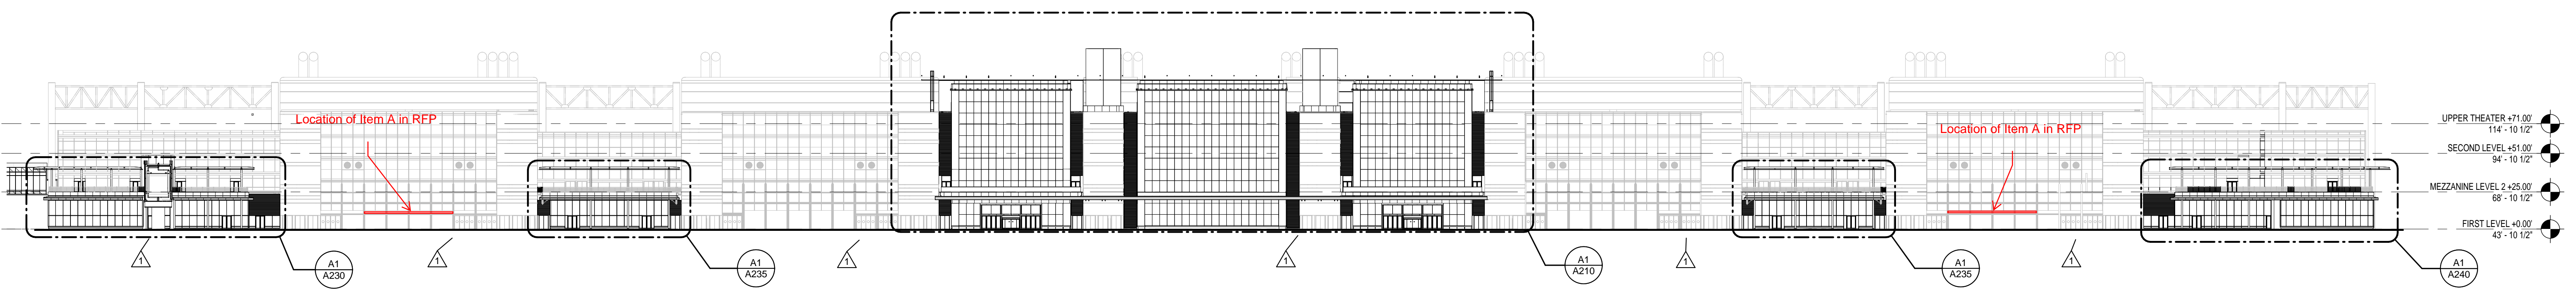 Location of Item A in RFP
Location of Item A in RFP
UPPER THEATER +71.00'
114' - 10 1/2"
SECOND LEVEL +51.00'
94' - 10 1/2"
MEZZANINE LEVEL 2 +25.00'
68' - 10 1/2"
FIRST LEVEL +0.00'
43' - 10 1/2"
1
1
1
1
1
1
A1
A230
A1
A235
A1
A210
A1
A235
A1
A240